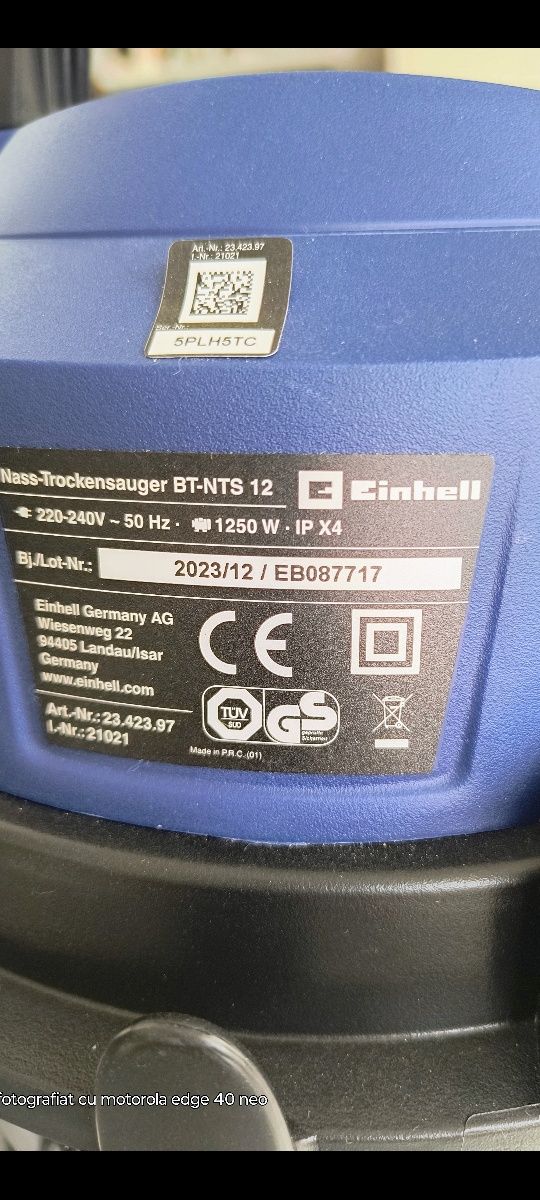 Art.-Nr.: 23.423.97
I.-Nr.: 21021
Ser.-Nr.:
5PLH5TC
Nass-Trockensauger BT-NTS 12
Einhell
220-240V ~ 50 Hz · 1250 W · IP X4
Bj./Lot-Nr.: 2023/12 / EB087717
Einhell Germany AG
Wiesenweg 22
94405 Landau/Isar
Germany
www.einhell.com
CE
TÜV
SÜD
GS
geprüfte
Sicherheit
Art.-Nr.: 23.423.97
I.-Nr.: 21021
Made in P.R.C. (01)
fotografiat cu motorola edge 40 neo